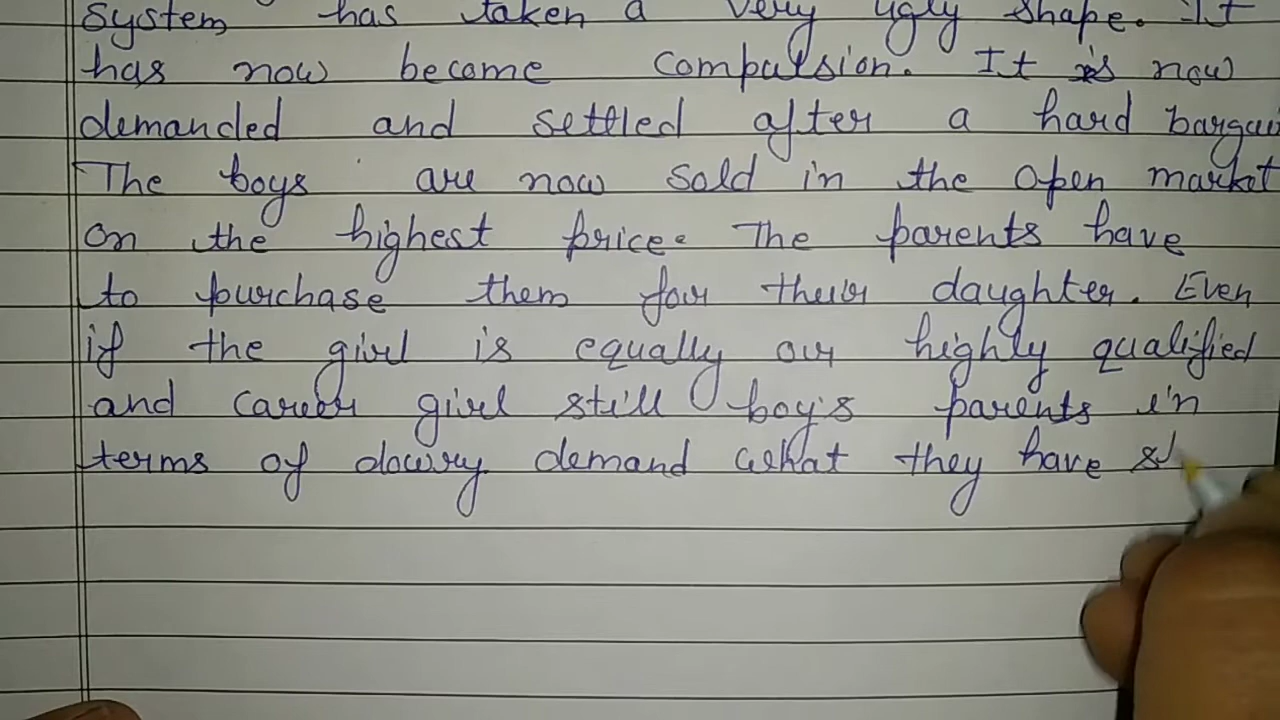 system has taken a very ugly shape. It
has now become compulsion. It is now
demanded and settled after a hard
The boys are now sold in the open market
on the highest price. The parents have
to purchase them for their daughter. Even
if the girl is equally or highly qualified
and career girl still boy's parents in
terms of dowry demand what they have